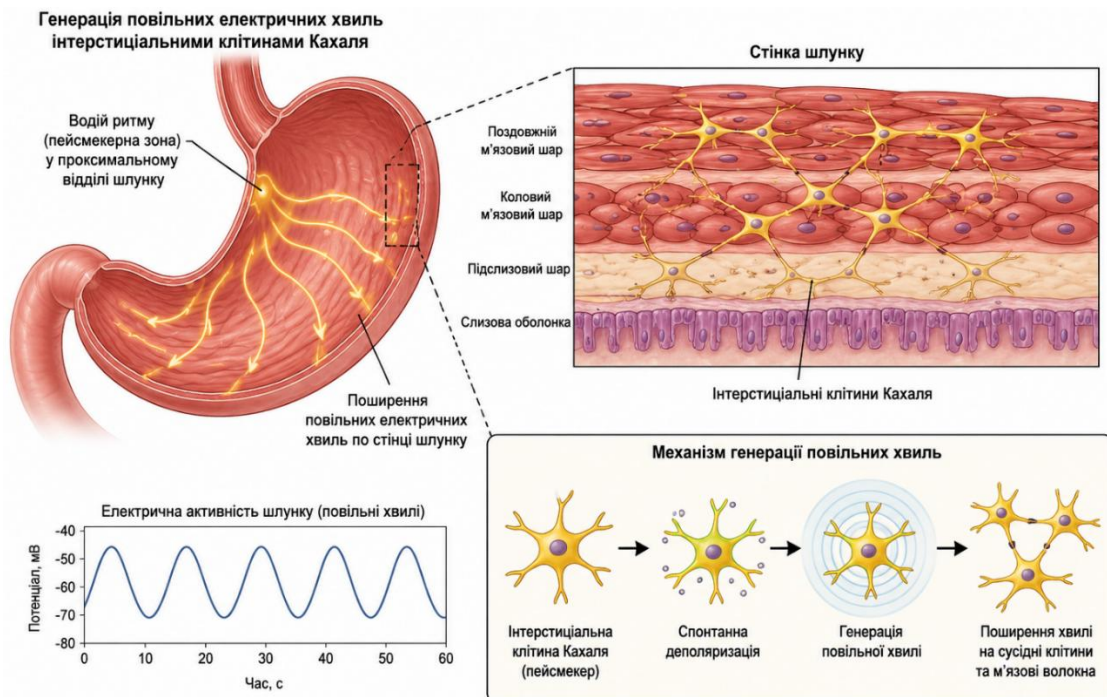 Генерація повільних електричних хвиль
інтерстиціальними клітинами Кахаля
Водій ритму
(пейсмекерна зона)
у проксимальному
відділі шлунку
Поширення
повільних електричних
хвиль по стінці шлунку
Стінка шлунку
Поздовжній
м’язовий шар
Коловий
м’язовий шар
Підслизовий шар
Слизова оболонка
Інтерстиціальні клітини Кахаля
Електрична активність шлунку (повільні хвилі)
Потенціал, мВ
-40
-50
-60
-70
-80
0 10 20 30 40 50 60
Час, с
Механізм генерації повільних хвиль
Інтерстиціальна
клітина Кахаля
(пейсмекер)
Спонтанна
деполяризація
Генерація
повільної хвилі
Поширення хвилі
на сусідні клітини
та м’язові волокна